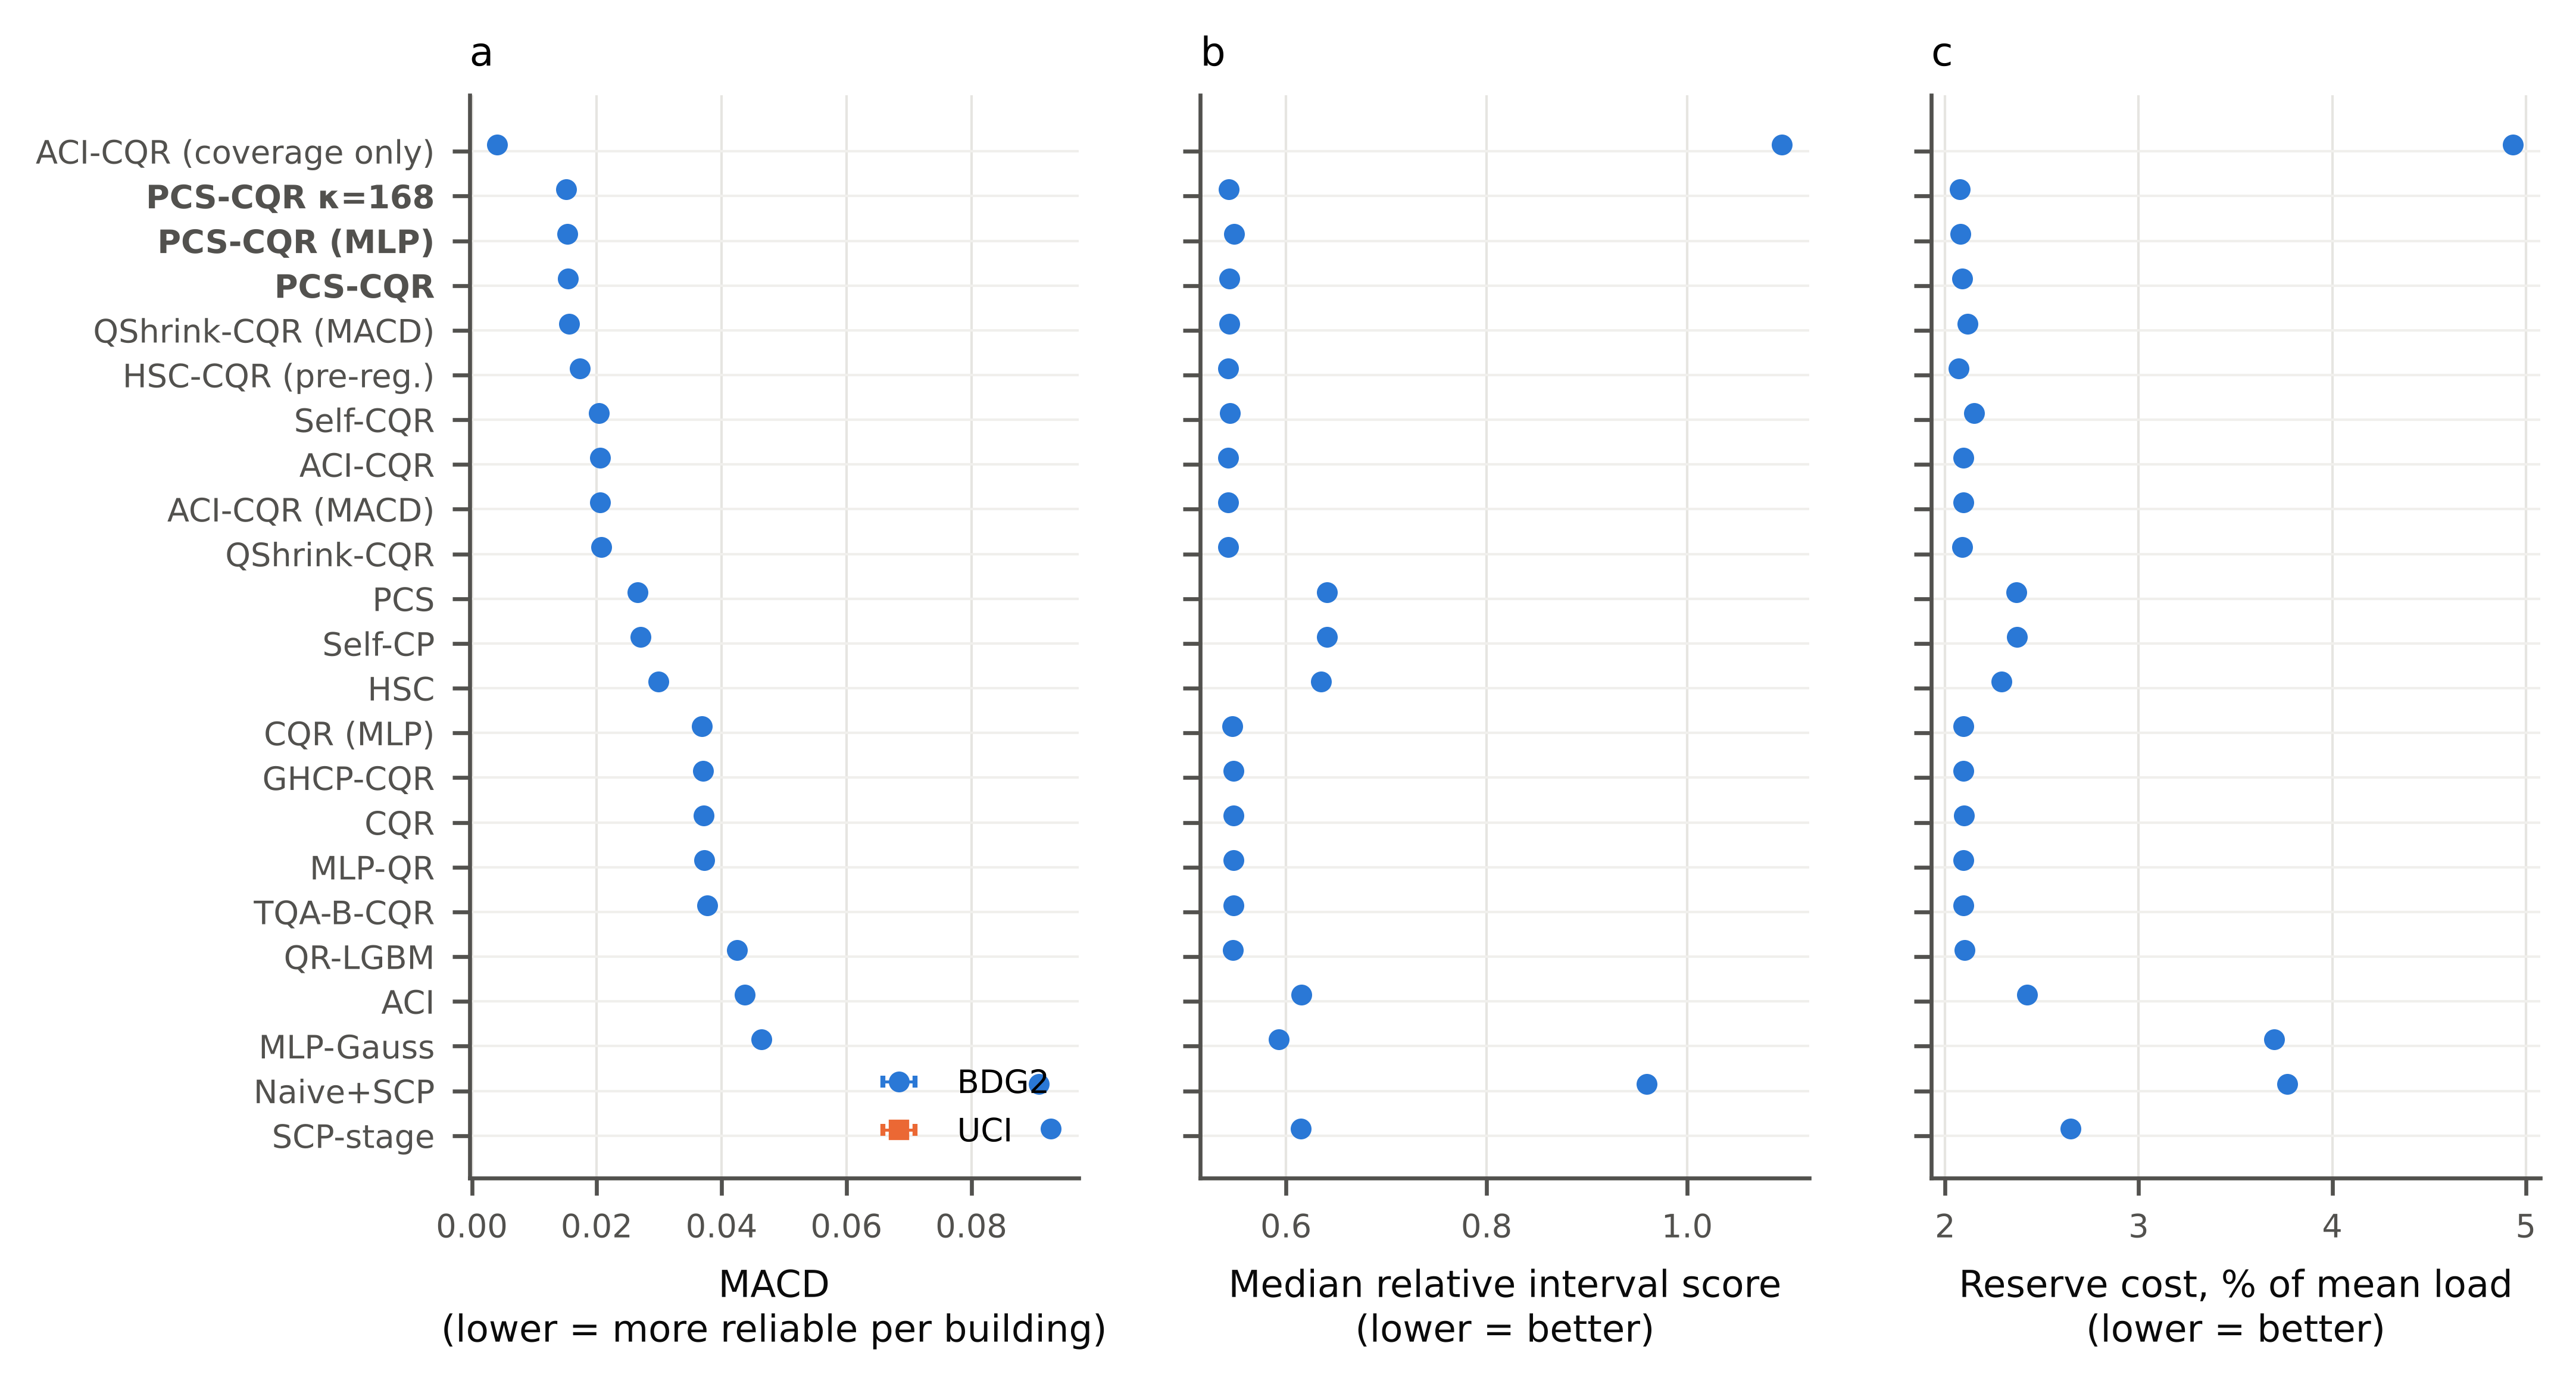 a
b
c
ACI-CQR (coverage only)
PCS-CQR κ=168
PCS-CQR (MLP)
PCS-CQR
QShrink-CQR (MACD)
HSC-CQR (pre-reg.)
Self-CQR
ACI-CQR
ACI-CQR (MACD)
QShrink-CQR
PCS
Self-CP
HSC
CQR (MLP)
GHCP-CQR
CQR
MLP-QR
TQA-B-CQR
QR-LGBM
ACI
MLP-Gauss
Naive+SCP
SCP-stage
BDG2
UCI
0.00 0.02 0.04 0.06 0.08
MACD
(lower = more reliable per building)
0.6 0.8 1.0
Median relative interval score
(lower = better)
2 3 4 5
Reserve cost, % of mean load
(lower = better)